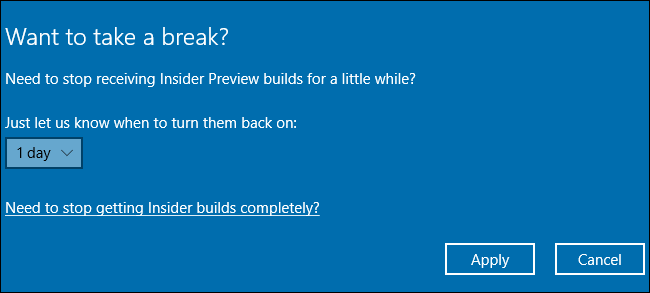 Want to take a break?
Need to stop receiving Insider Preview builds for a little while?
Just let us know when to turn them back on:
1 day
Need to stop getting Insider builds completely?
Apply Cancel